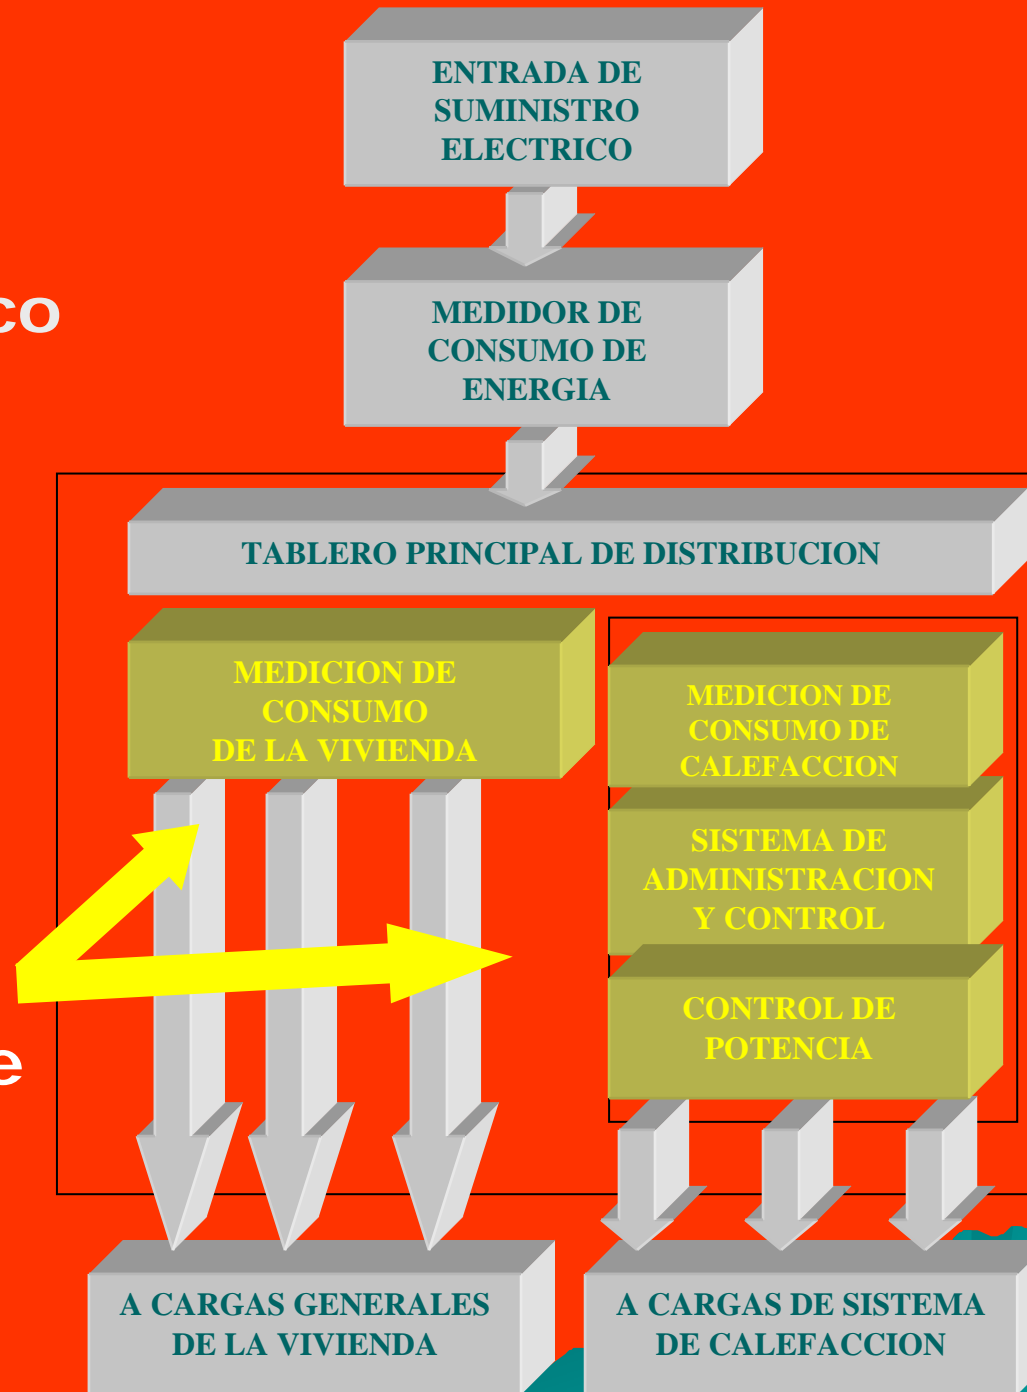 ENTRADA DE
SUMINISTRO
ELECTRICO
co
MEDIDOR DE
CONSUMO DE
ENERGIA
TABLERO PRINCIPAL DE DISTRIBUCION
MEDICION DE
CONSUMO
DE LA VIVIENDA
MEDICION DE
CONSUMO DE
CALEFACCION
SISTEMA DE
ADMINISTRACION
Y CONTROL
CONTROL DE
POTENCIA
e
A CARGAS GENERALES
DE LA VIVIENDA
A CARGAS DE SISTEMA
DE CALEFACCION